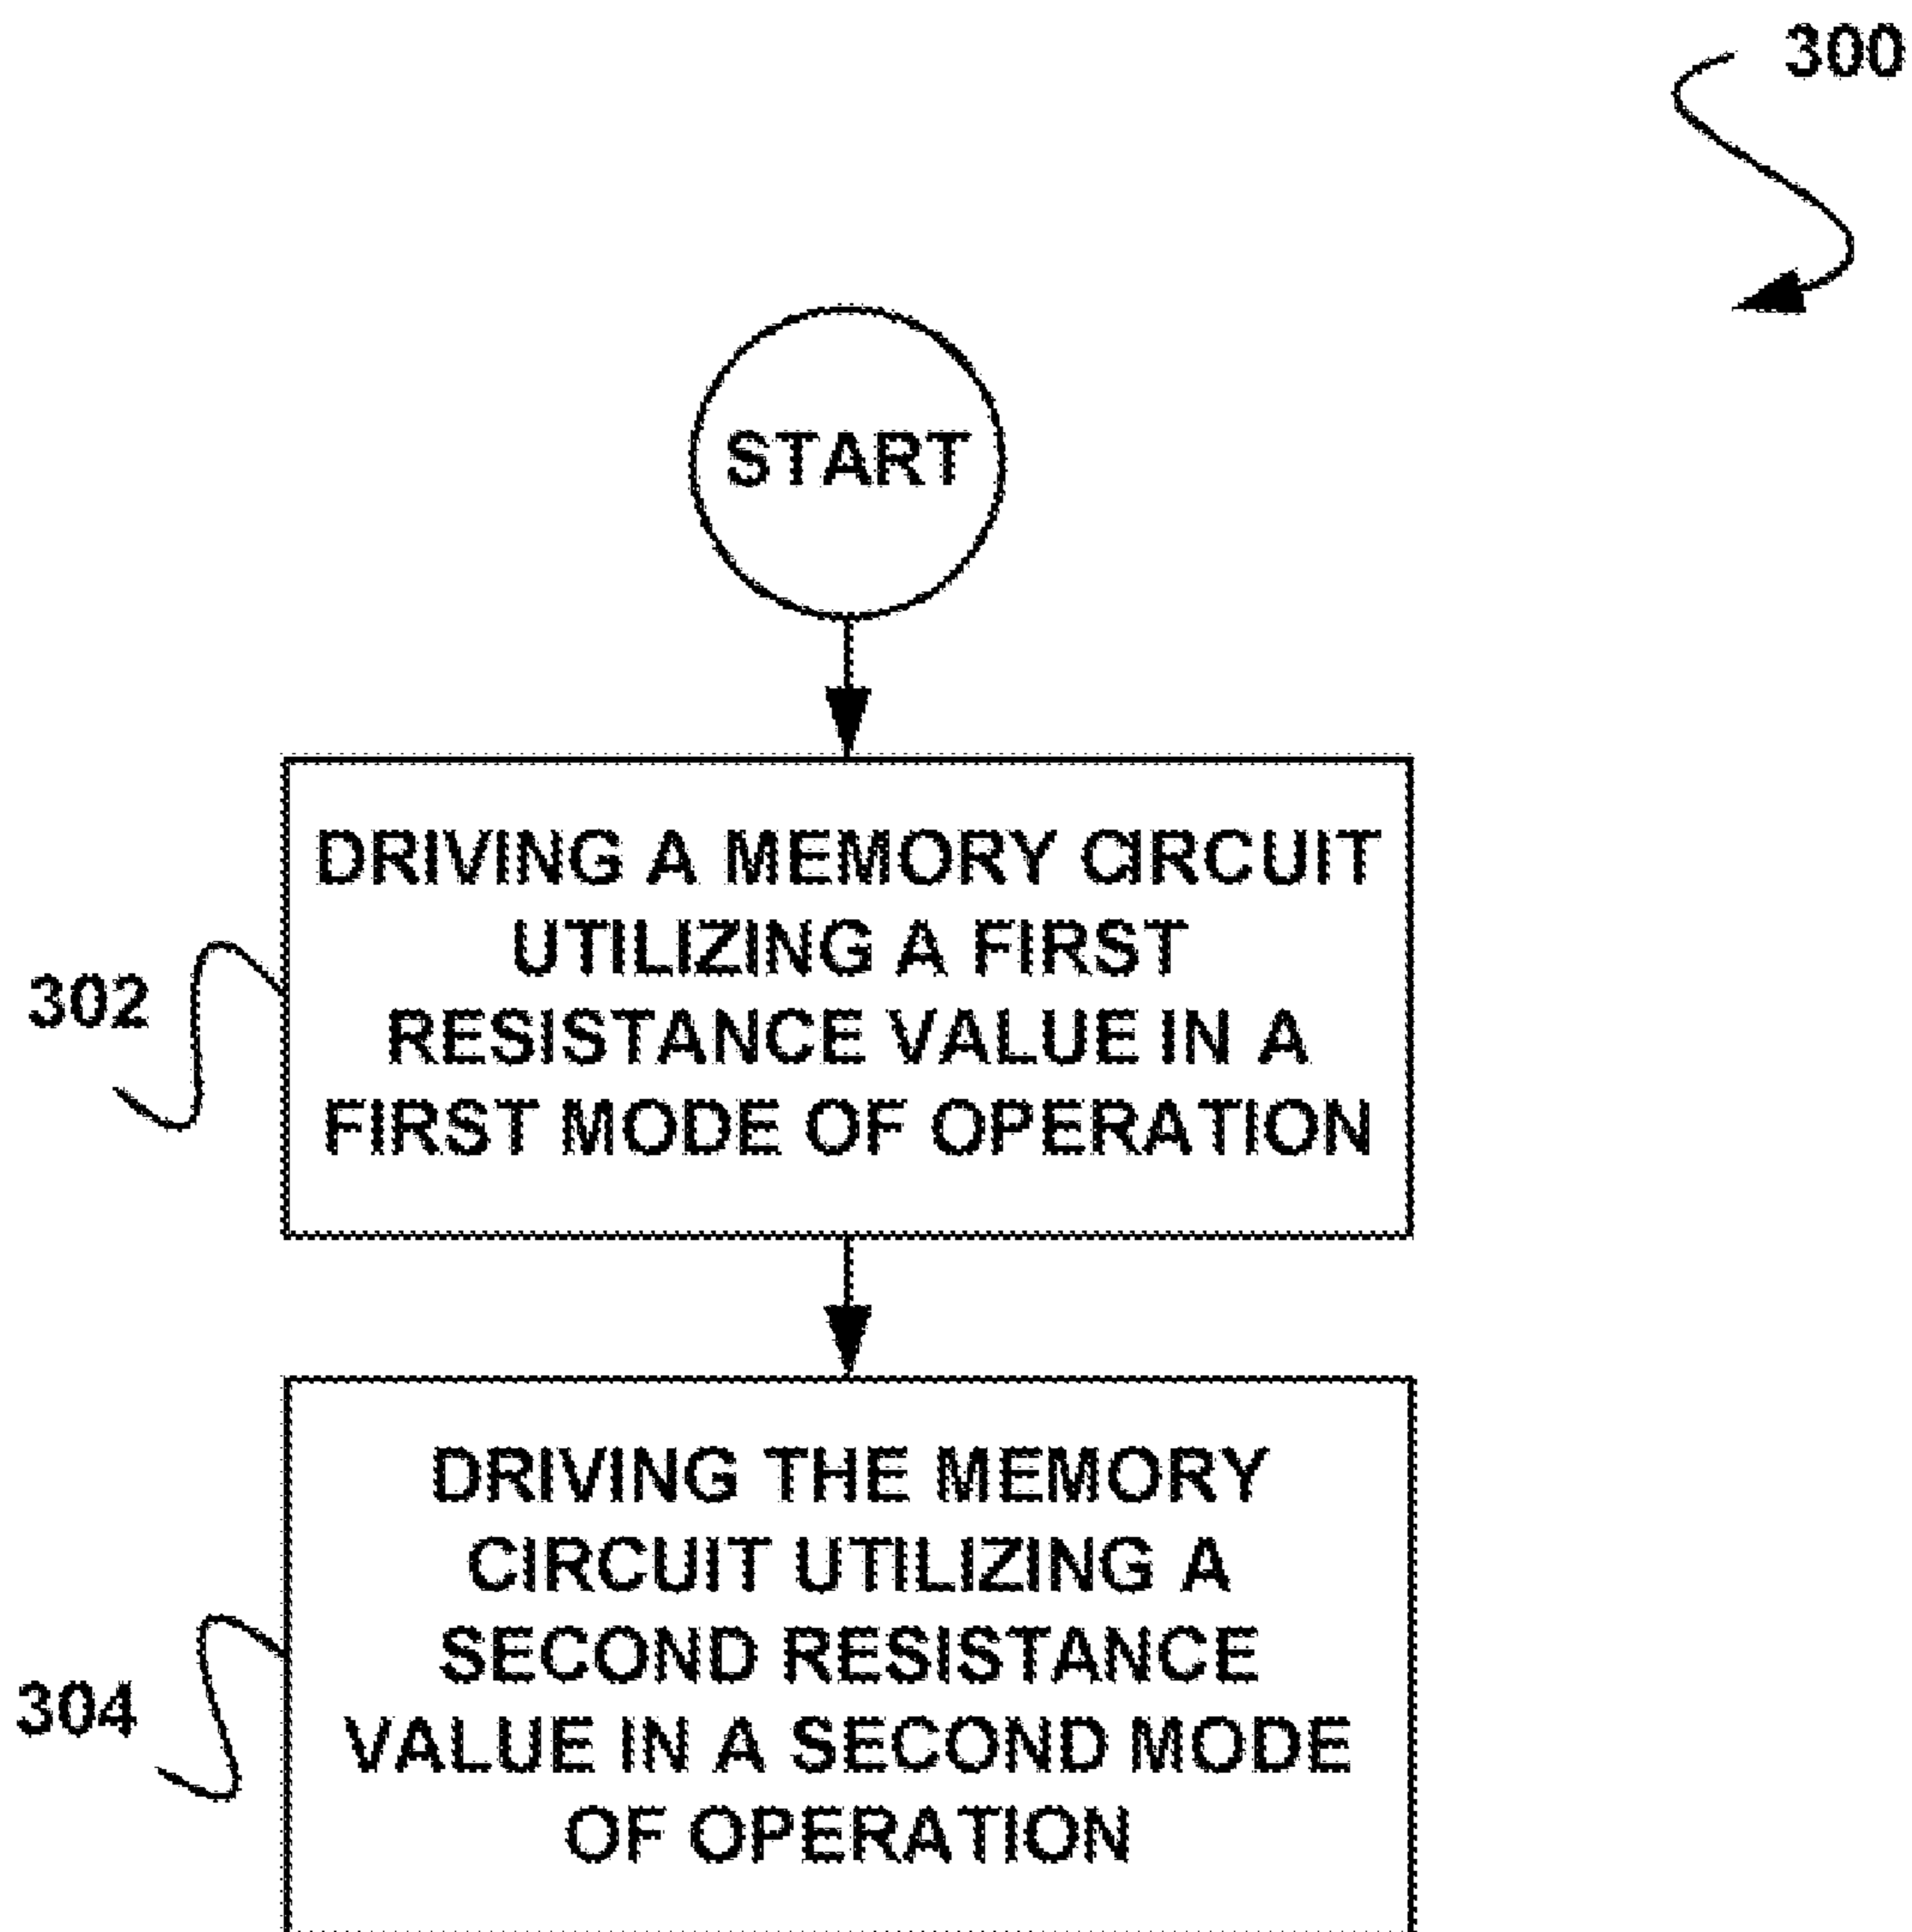 300
START
DRIVING A MEMORY CIRCUIT
UTILIZING A FIRST
RESISTANCE VALUE IN A
FIRST MODE OF OPERATION
302
DRIVING THE MEMORY
CIRCUIT UTILIZING A
SECOND RESISTANCE
VALUE IN A SECOND MODE
OF OPERATION
304